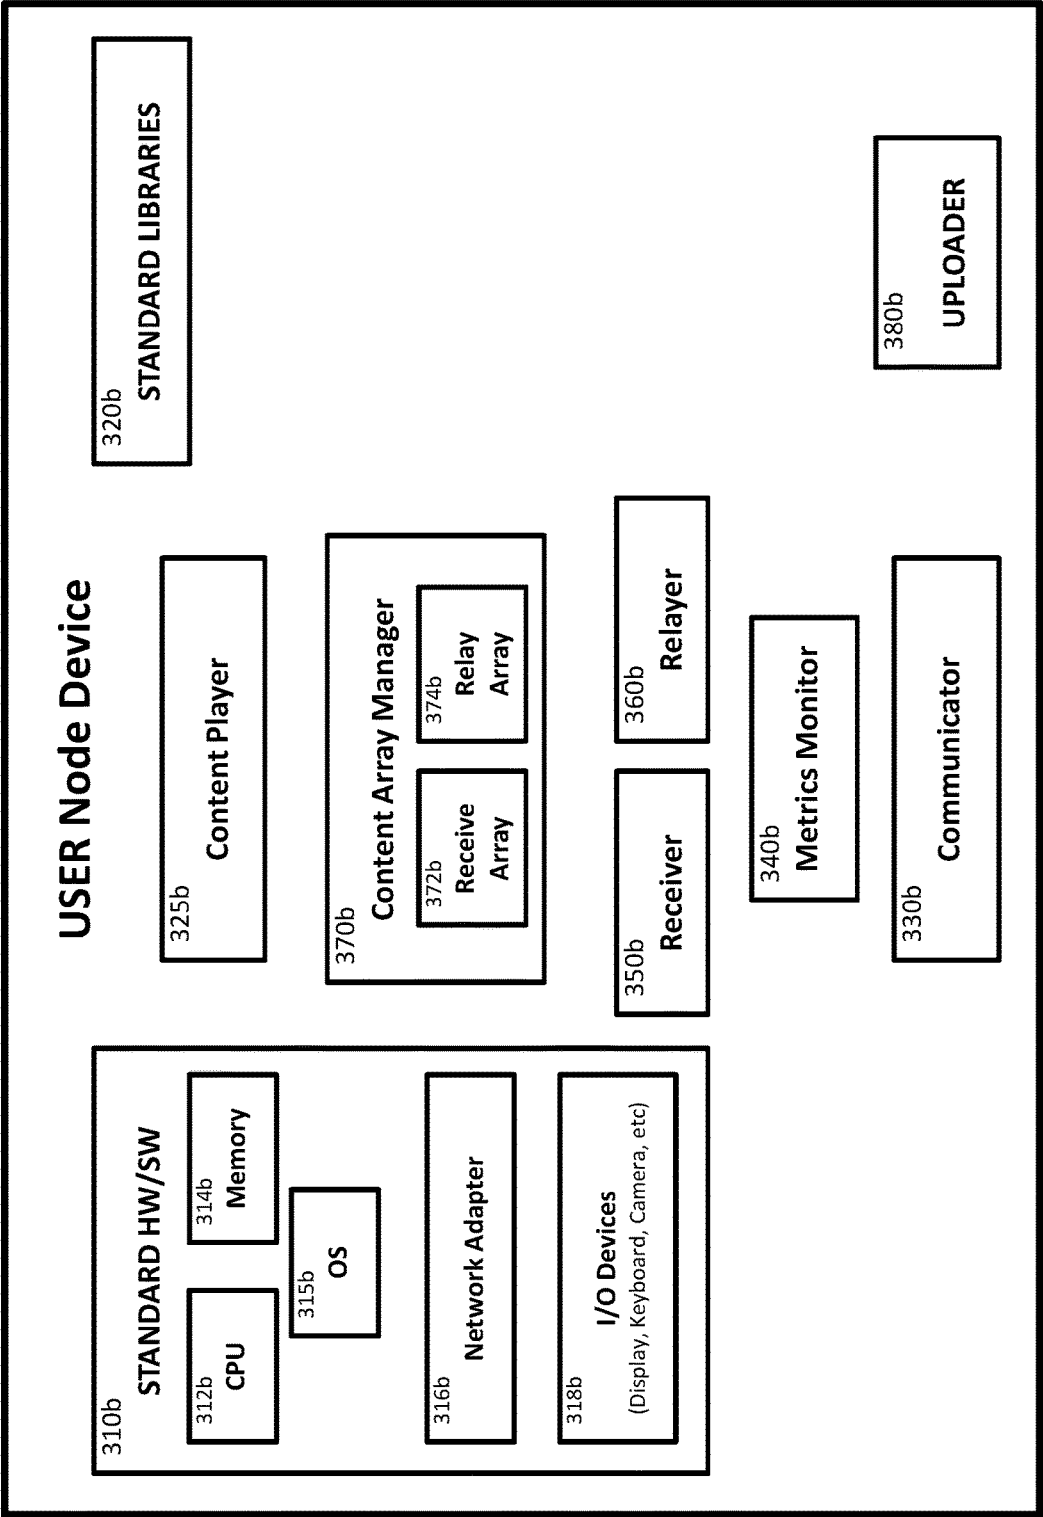 USER Node Device
310b
STANDARD HW/SW
312b
CPU
314b
Memory
315b
OS
316b
Network Adapter
318b
I/O Devices
(Display, Keyboard, Camera, etc)
325b
Content Player
370b
Content Array Manager
372b
Receive
Array
374b
Relay
Array
350b
Receiver
360b
Relayer
340b
Metrics Monitor
330b
Communicator
320b
STANDARD LIBRARIES
380b
UPLOADER